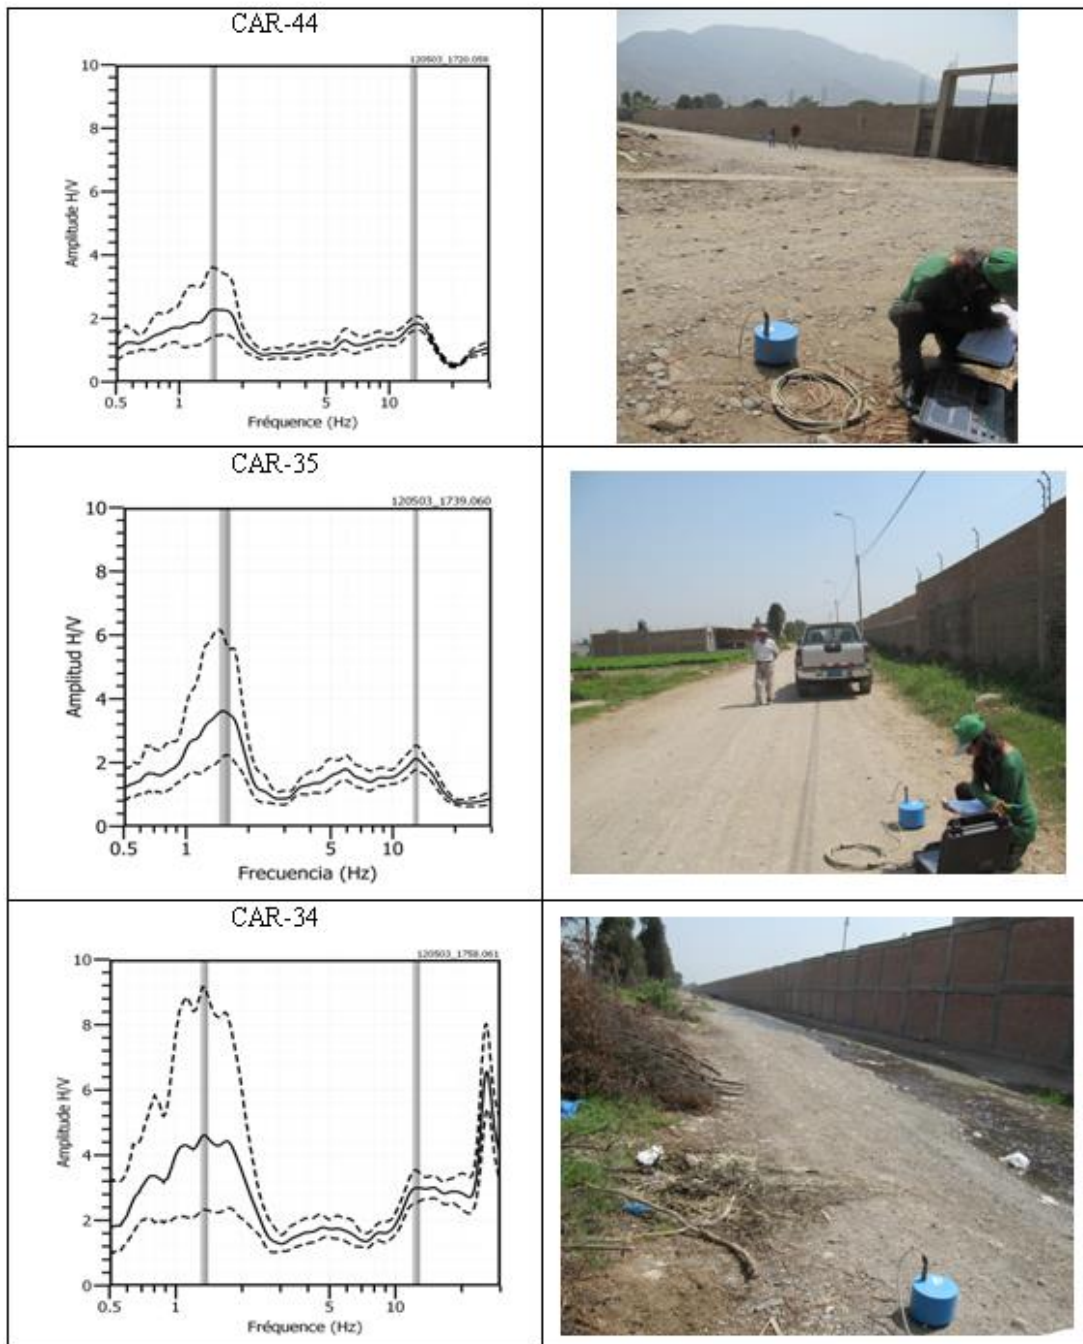 CAR-44
120503_1720.059
10
8
6
4
2
0
Amplitude H/V
0.5 1 5 10
Fréquence (Hz)
CAR-35
120503_1739.060
10
8
6
4
2
0
Amplitud H/V
0.5 1 5 10
Frecuencia (Hz)
CAR-34
120503_1758.061
10
8
6
4
2
0
Amplitude H/V
0.5 1 5 10
Fréquence (Hz)